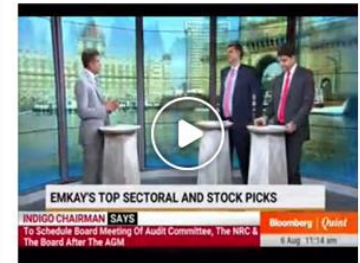 EMKAY'S TOP SECTORAL AND STOCK PICKS
INDIGO CHAIRMAN SAYS
To Schedule Board Meeting Of Audit Committee, The NRC &
The Board After The AGM
Bloomberg | Quint
6 Aug 11:14 am